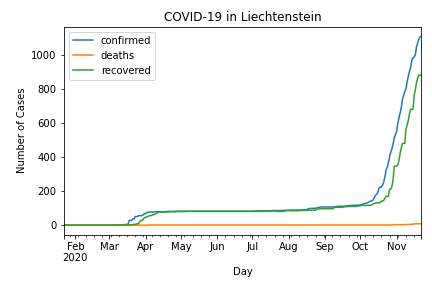 COVID-19 in Liechtenstein
confirmed
deaths
recovered
Number of Cases
1000
800
600
400
200
0
Feb Mar Apr May Jun Jul Aug Sep Oct Nov
2020
Day